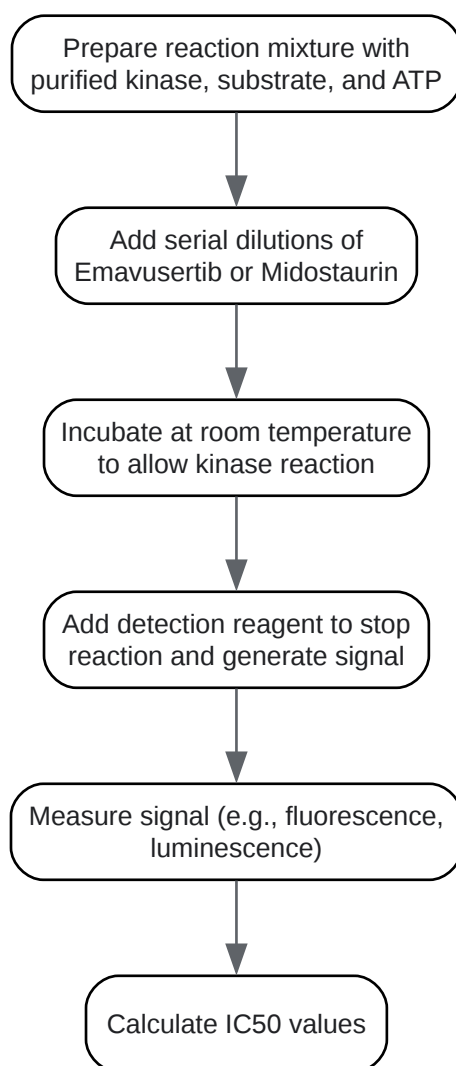 Prepare reaction mixture with
purified kinase, substrate, and ATP
Add serial dilutions of
Emavusertib or Midostaurin
Incubate at room temperature
to allow kinase reaction
Add detection reagent to stop
reaction and generate signal
Measure signal (e.g., fluorescence,
luminescence)
Calculate IC50 values